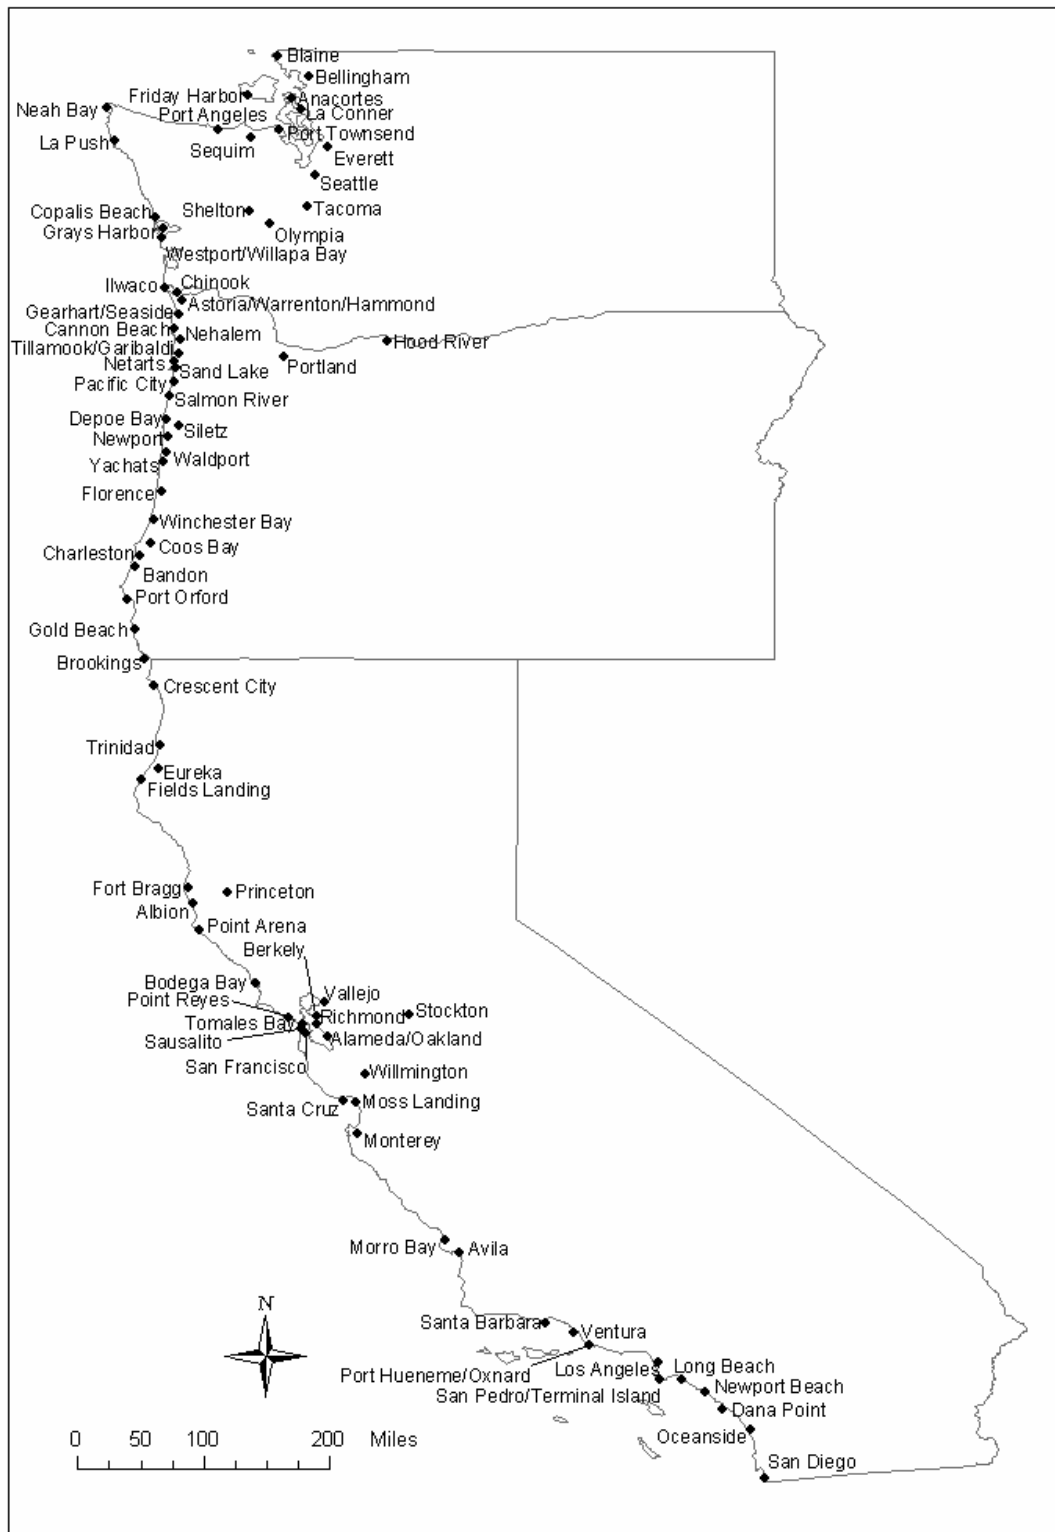 Blaine
Bellingham
Friday Harbor
Anacortes
Neah Bay
La Conner
Port Angeles
Port Townsend
La Push
Sequim
Everett
Seattle
Copalis Beach
Shelton
Tacoma
Grays Harbor
Olympia
Westport/Willapa Bay
Ilwaco
Chinook
Astoria/Warrenton/Hammond
Gearhart/Seaside
Cannon Beach
Nehalem
Hood River
Tillamook/Garibaldi
Netarts
Portland
Sand Lake
Pacific City
Salmon River
Depoe Bay
Siletz
Newport
Waldport
Yachats
Florence
Winchester Bay
Coos Bay
Charleston
Bandon
Port Orford
Gold Beach
Brookings
Crescent City
Trinidad
Eureka
Fields Landing
Fort Bragg
Princeton
Albion
Point Arena
Berkely
Bodega Bay
Vallejo
Point Reyes
Stockton
Tomales Bay
Richmond
Sausalito
Alameda/Oakland
San Francisco
Willmington
Santa Cruz
Moss Landing
Monterey
Morro Bay
Avila
N
Santa Barbara
Ventura
Port Hueneme/Oxnard
Los Angeles
Long Beach
San Pedro/Terminal Island
Newport Beach
Dana Point
Oceanside
0 50 100 200 Miles
San Diego